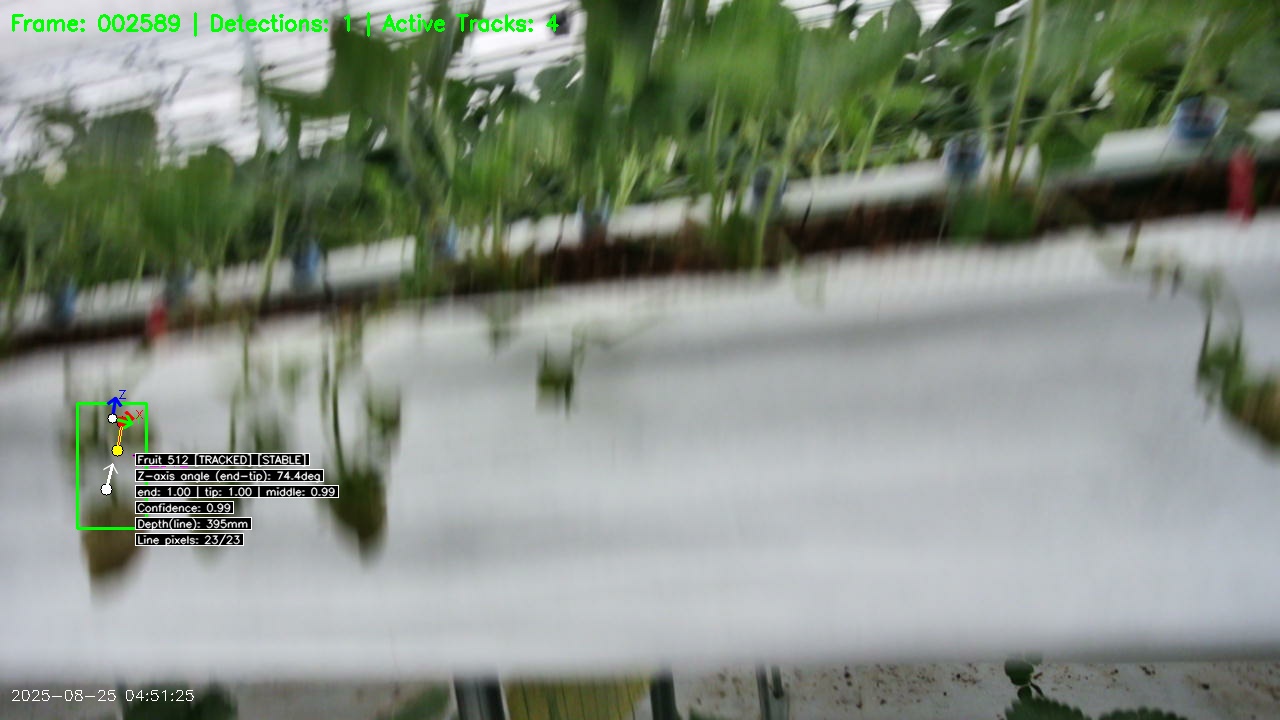 Frame: 002589 | Detections: 1 | Active Tracks: 4
Z
X
Fruit 512 [TRACKED] [STABLE]
Z-axis angle (end-tip): 74.4deg
end: 1.00 | tip: 1.00 | middle: 0.99
Confidence: 0.99
Depth(line): 395mm
Line pixels: 23/23
2025-08-25 04:51:25